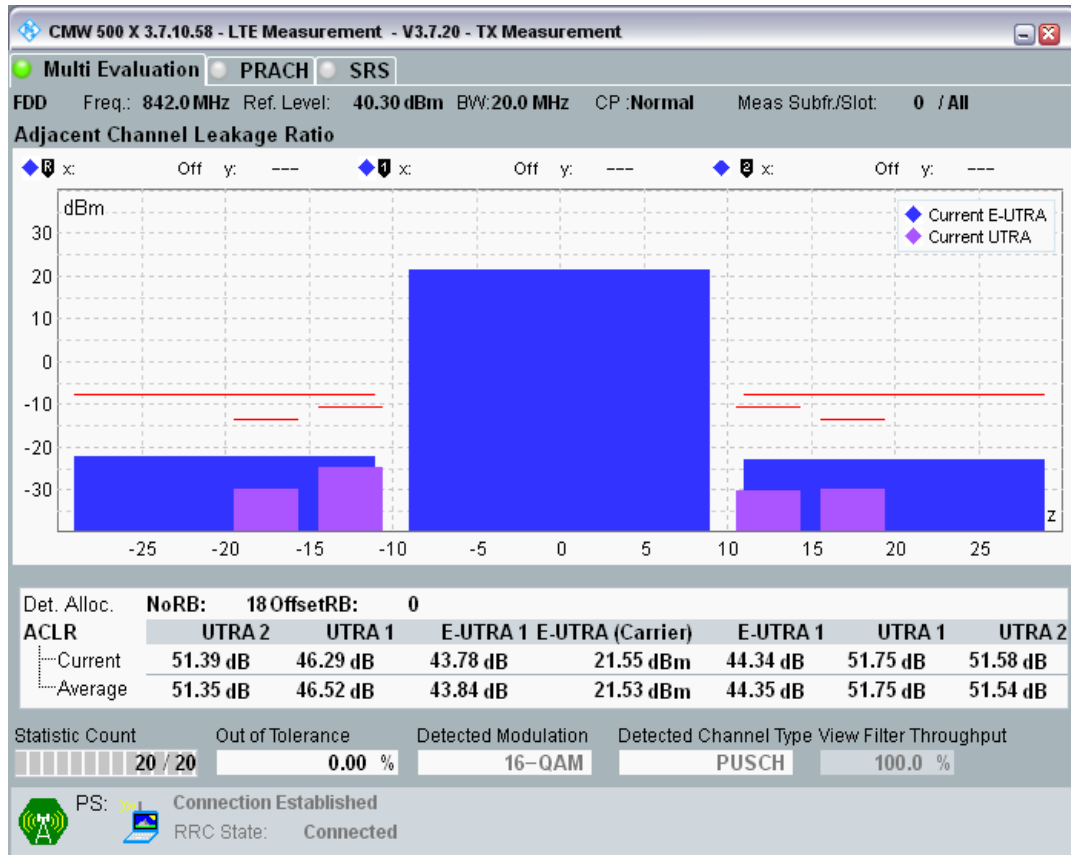 CMW 500 X 3.7.10.58 - LTE Measurement - V3.7.20 - TX Measurement
Multi Evaluation PRACH SRS
FDD Freq.: 842.0 MHz Ref. Level: 40.30 dBm BW: 20.0 MHz CP : Normal Meas Subfr./Slot: 0 / All
Adjacent Channel Leakage Ratio
R x: Off y: --- 1 x: Off y: --- 2 x: Off y: ---
dBm
Current E-UTRA
Current UTRA
30
20
10
0
-10
-20
-30
z
-25 -20 -15 -10 -5 0 5 10 15 20 25
Det. Alloc. NoRB: 18 OffsetRB: 0
ACLR UTRA 2 UTRA 1 E-UTRA 1 E-UTRA (Carrier) E-UTRA 1 UTRA 1 UTRA 2
Current 51.39 dB 46.29 dB 43.78 dB 21.55 dBm 44.34 dB 51.75 dB 51.58 dB
Average 51.35 dB 46.52 dB 43.84 dB 21.53 dBm 44.35 dB 51.75 dB 51.54 dB
Statistic Count Out of Tolerance Detected Modulation Detected Channel Type View Filter Throughput
20 / 20 0.00 % 16-QAM PUSCH 100.0 %
PS: Connection Established
RRC State: Connected